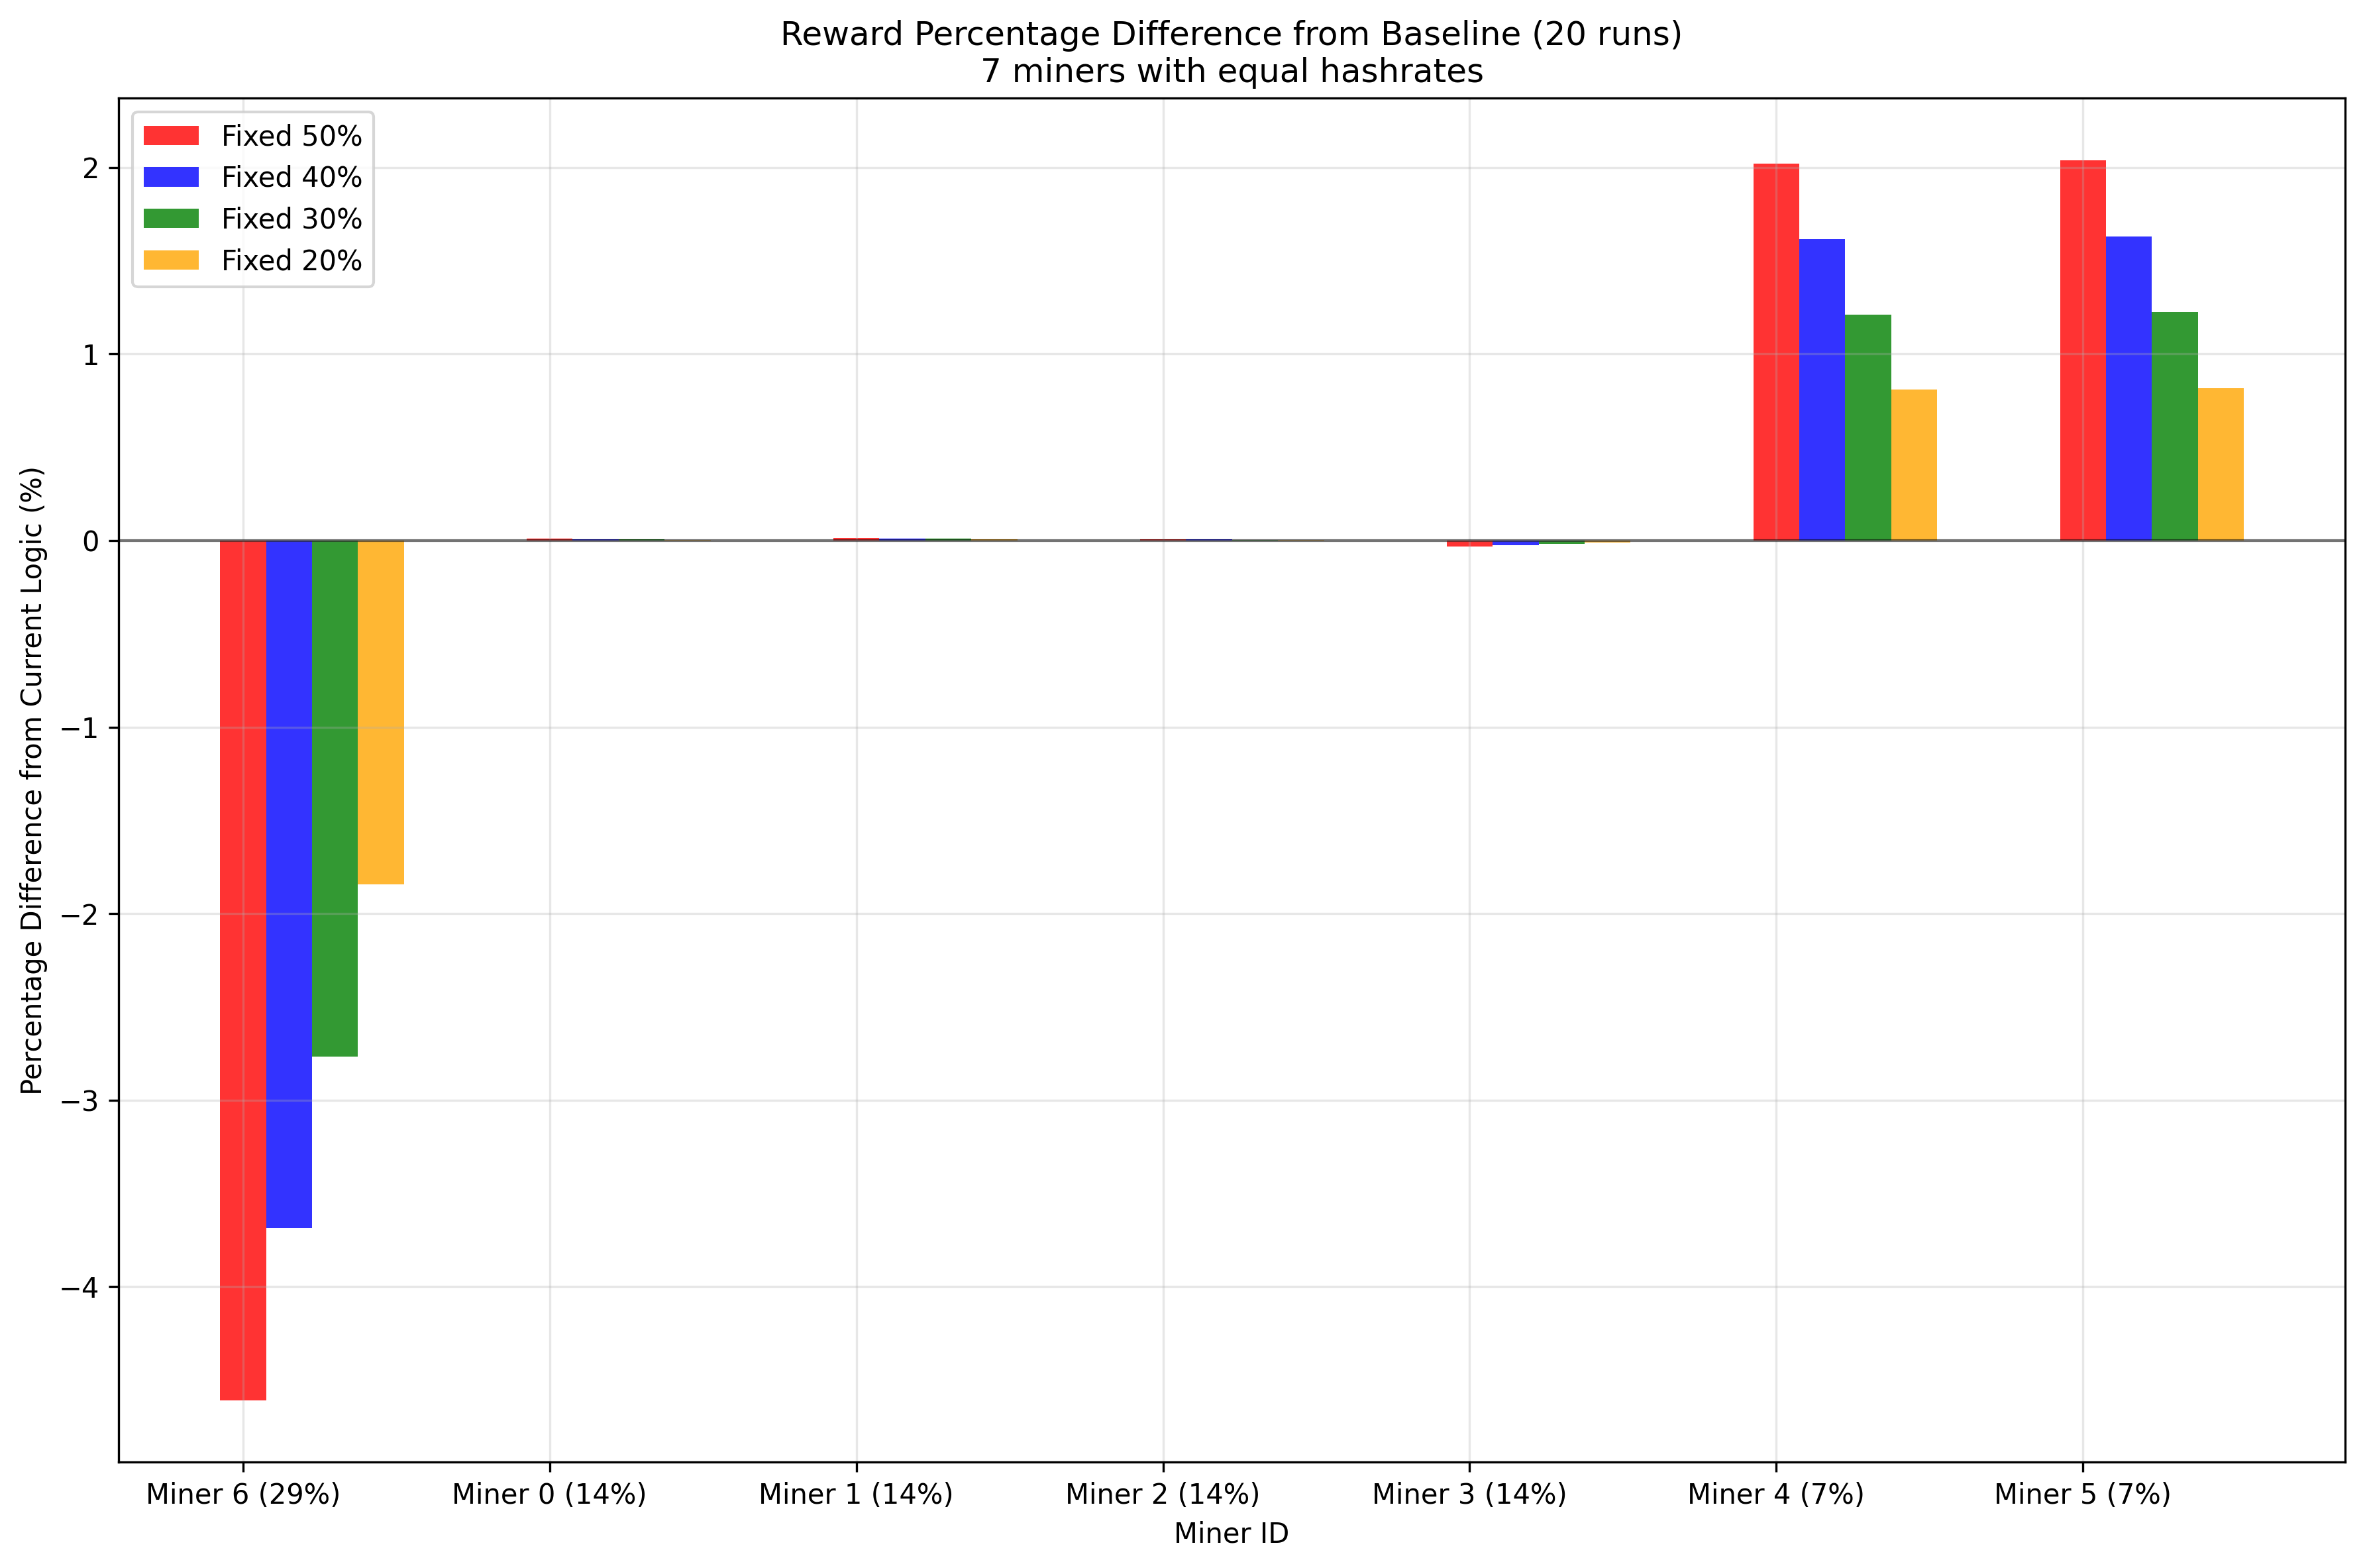 Reward Percentage Difference from Baseline (20 runs)
7 miners with equal hashrates
Fixed 50%
Fixed 40%
Fixed 30%
Fixed 20%
Percentage Difference from Current Logic (%)
2
1
0
−1
−2
−3
−4
Miner 6 (29%)
Miner 0 (14%)
Miner 1 (14%)
Miner 2 (14%)
Miner 3 (14%)
Miner 4 (7%)
Miner 5 (7%)
Miner ID